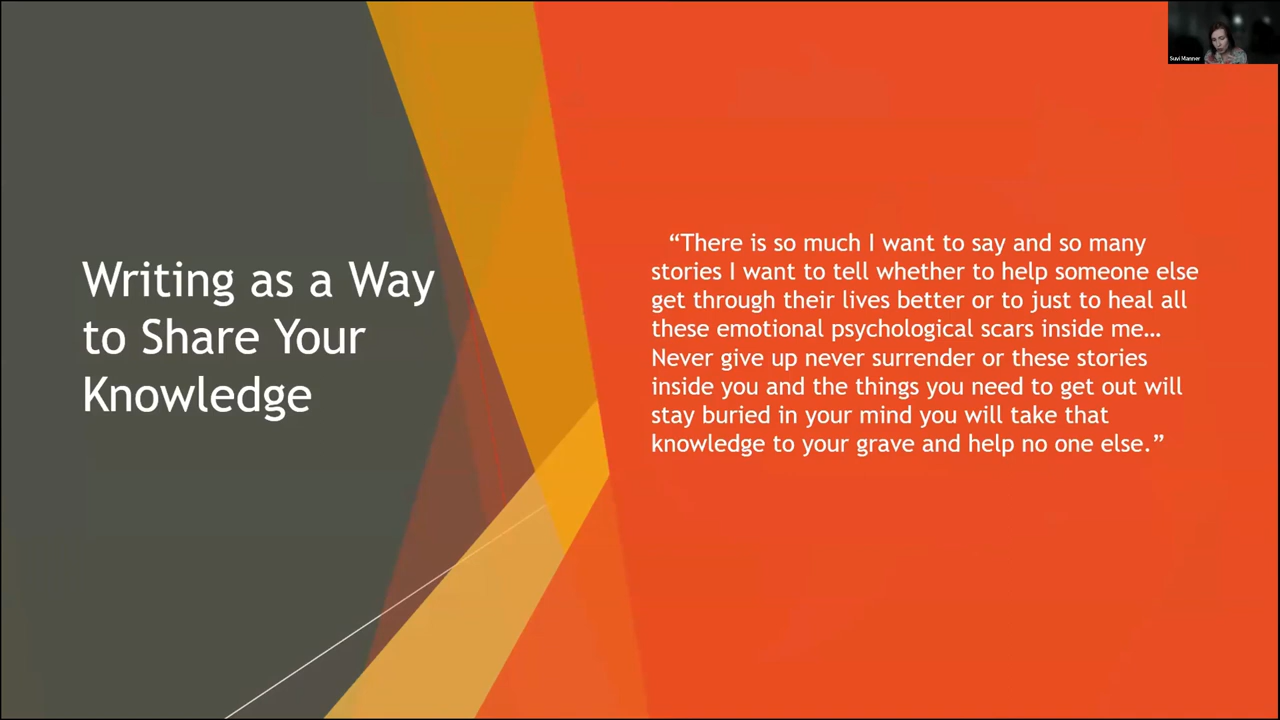 Suvi Manner
Writing as a Way
to Share Your
Knowledge
“There is so much I want to say and so many
stories I want to tell whether to help someone else
get through their lives better or to just to heal all
these emotional psychological scars inside me…
Never give up never surrender or these stories
inside you and the things you need to get out will
stay buried in your mind you will take that
knowledge to your grave and help no one else.”